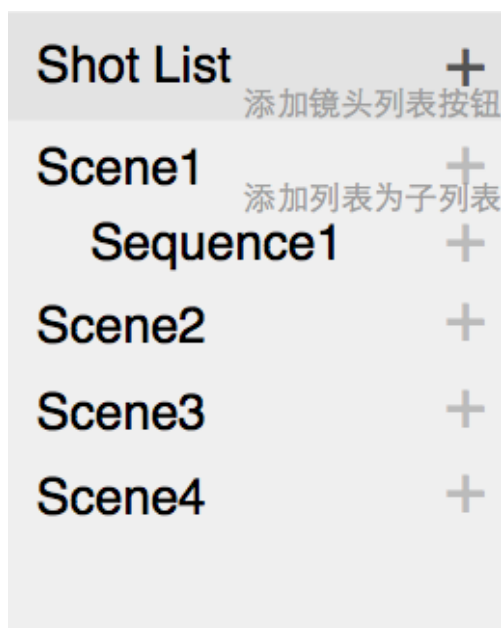 Shot List +
添加镜头列表按钮
Scene1 +
添加列表为子列表
Sequence1 +
Scene2 +
Scene3 +
Scene4 +